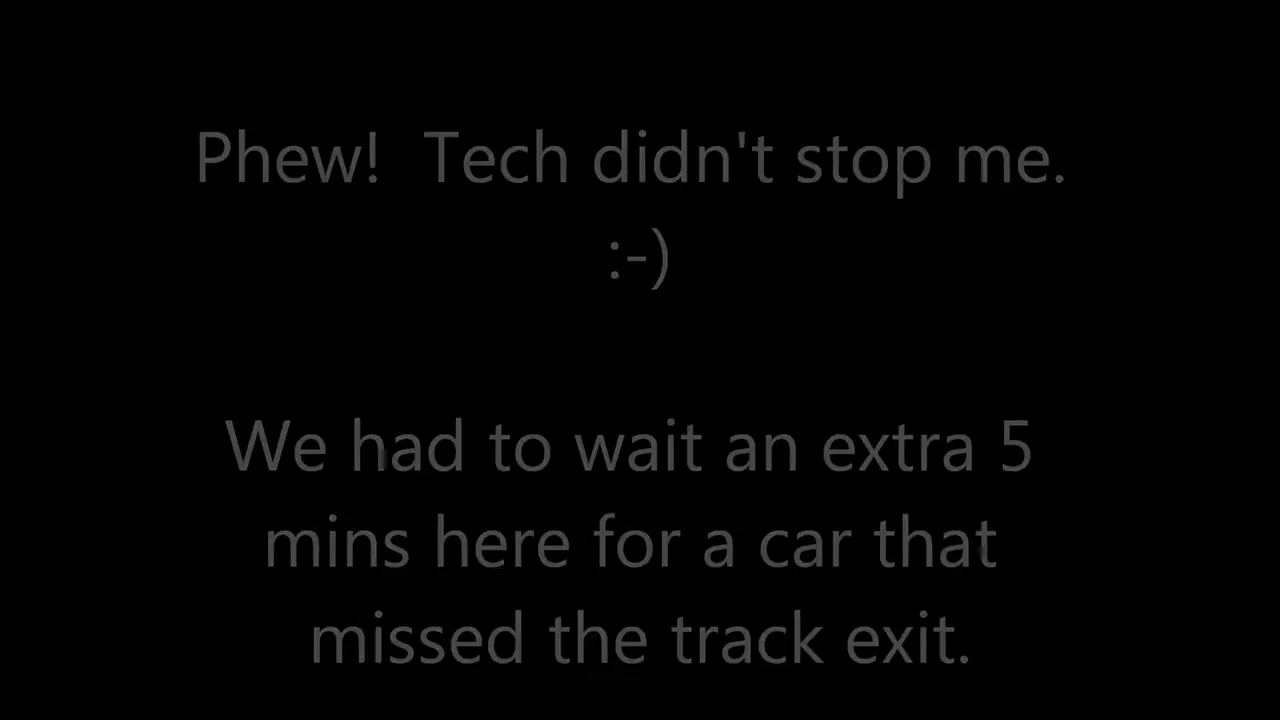 Phew!  Tech didn't stop me.
:-)
We had to wait an extra 5
mins here for a car that
missed the track exit.